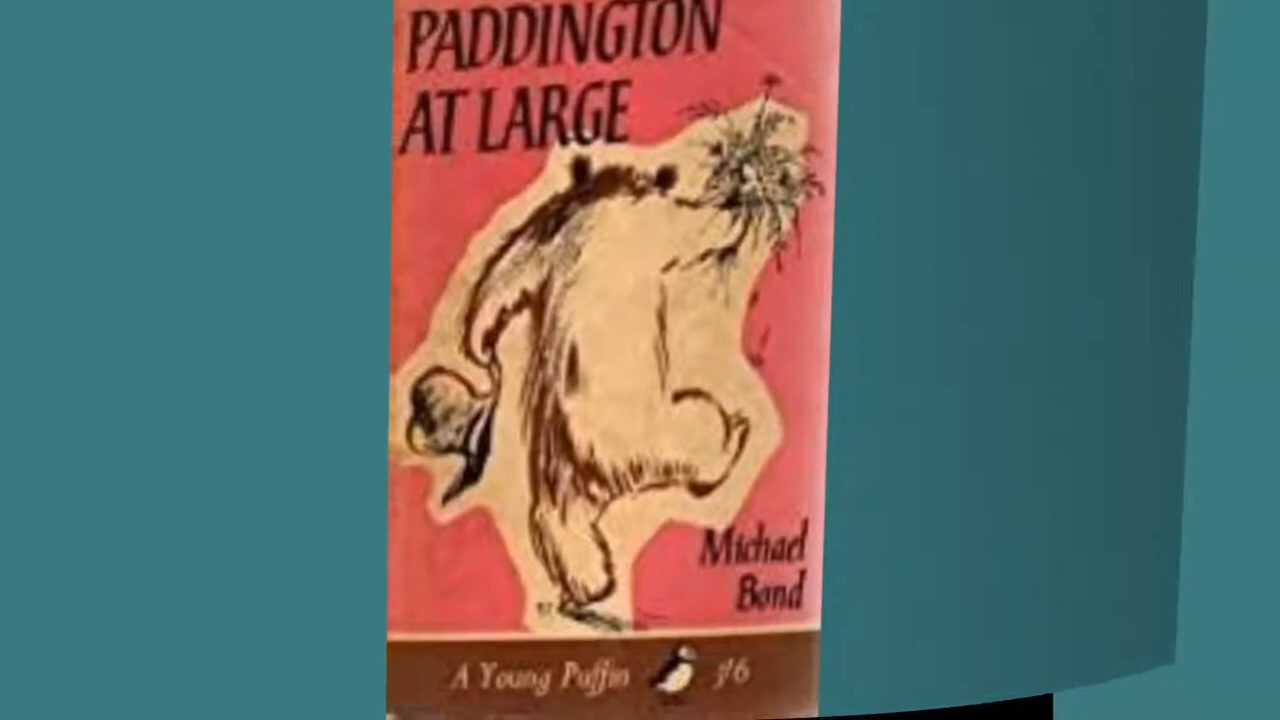 PADDINGTON
AT LARGE
Michael
Bond
A Young Puffin 3'6